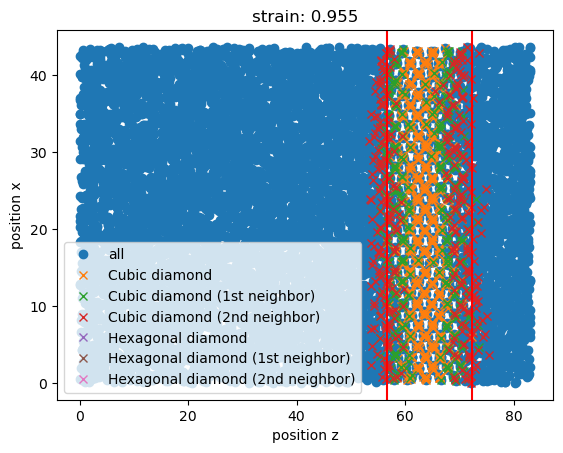 strain: 0.955
position x
40
30
20
10
0
all
Cubic diamond
Cubic diamond (1st neighbor)
Cubic diamond (2nd neighbor)
Hexagonal diamond
Hexagonal diamond (1st neighbor)
Hexagonal diamond (2nd neighbor)
0 20 40 60 80
position z